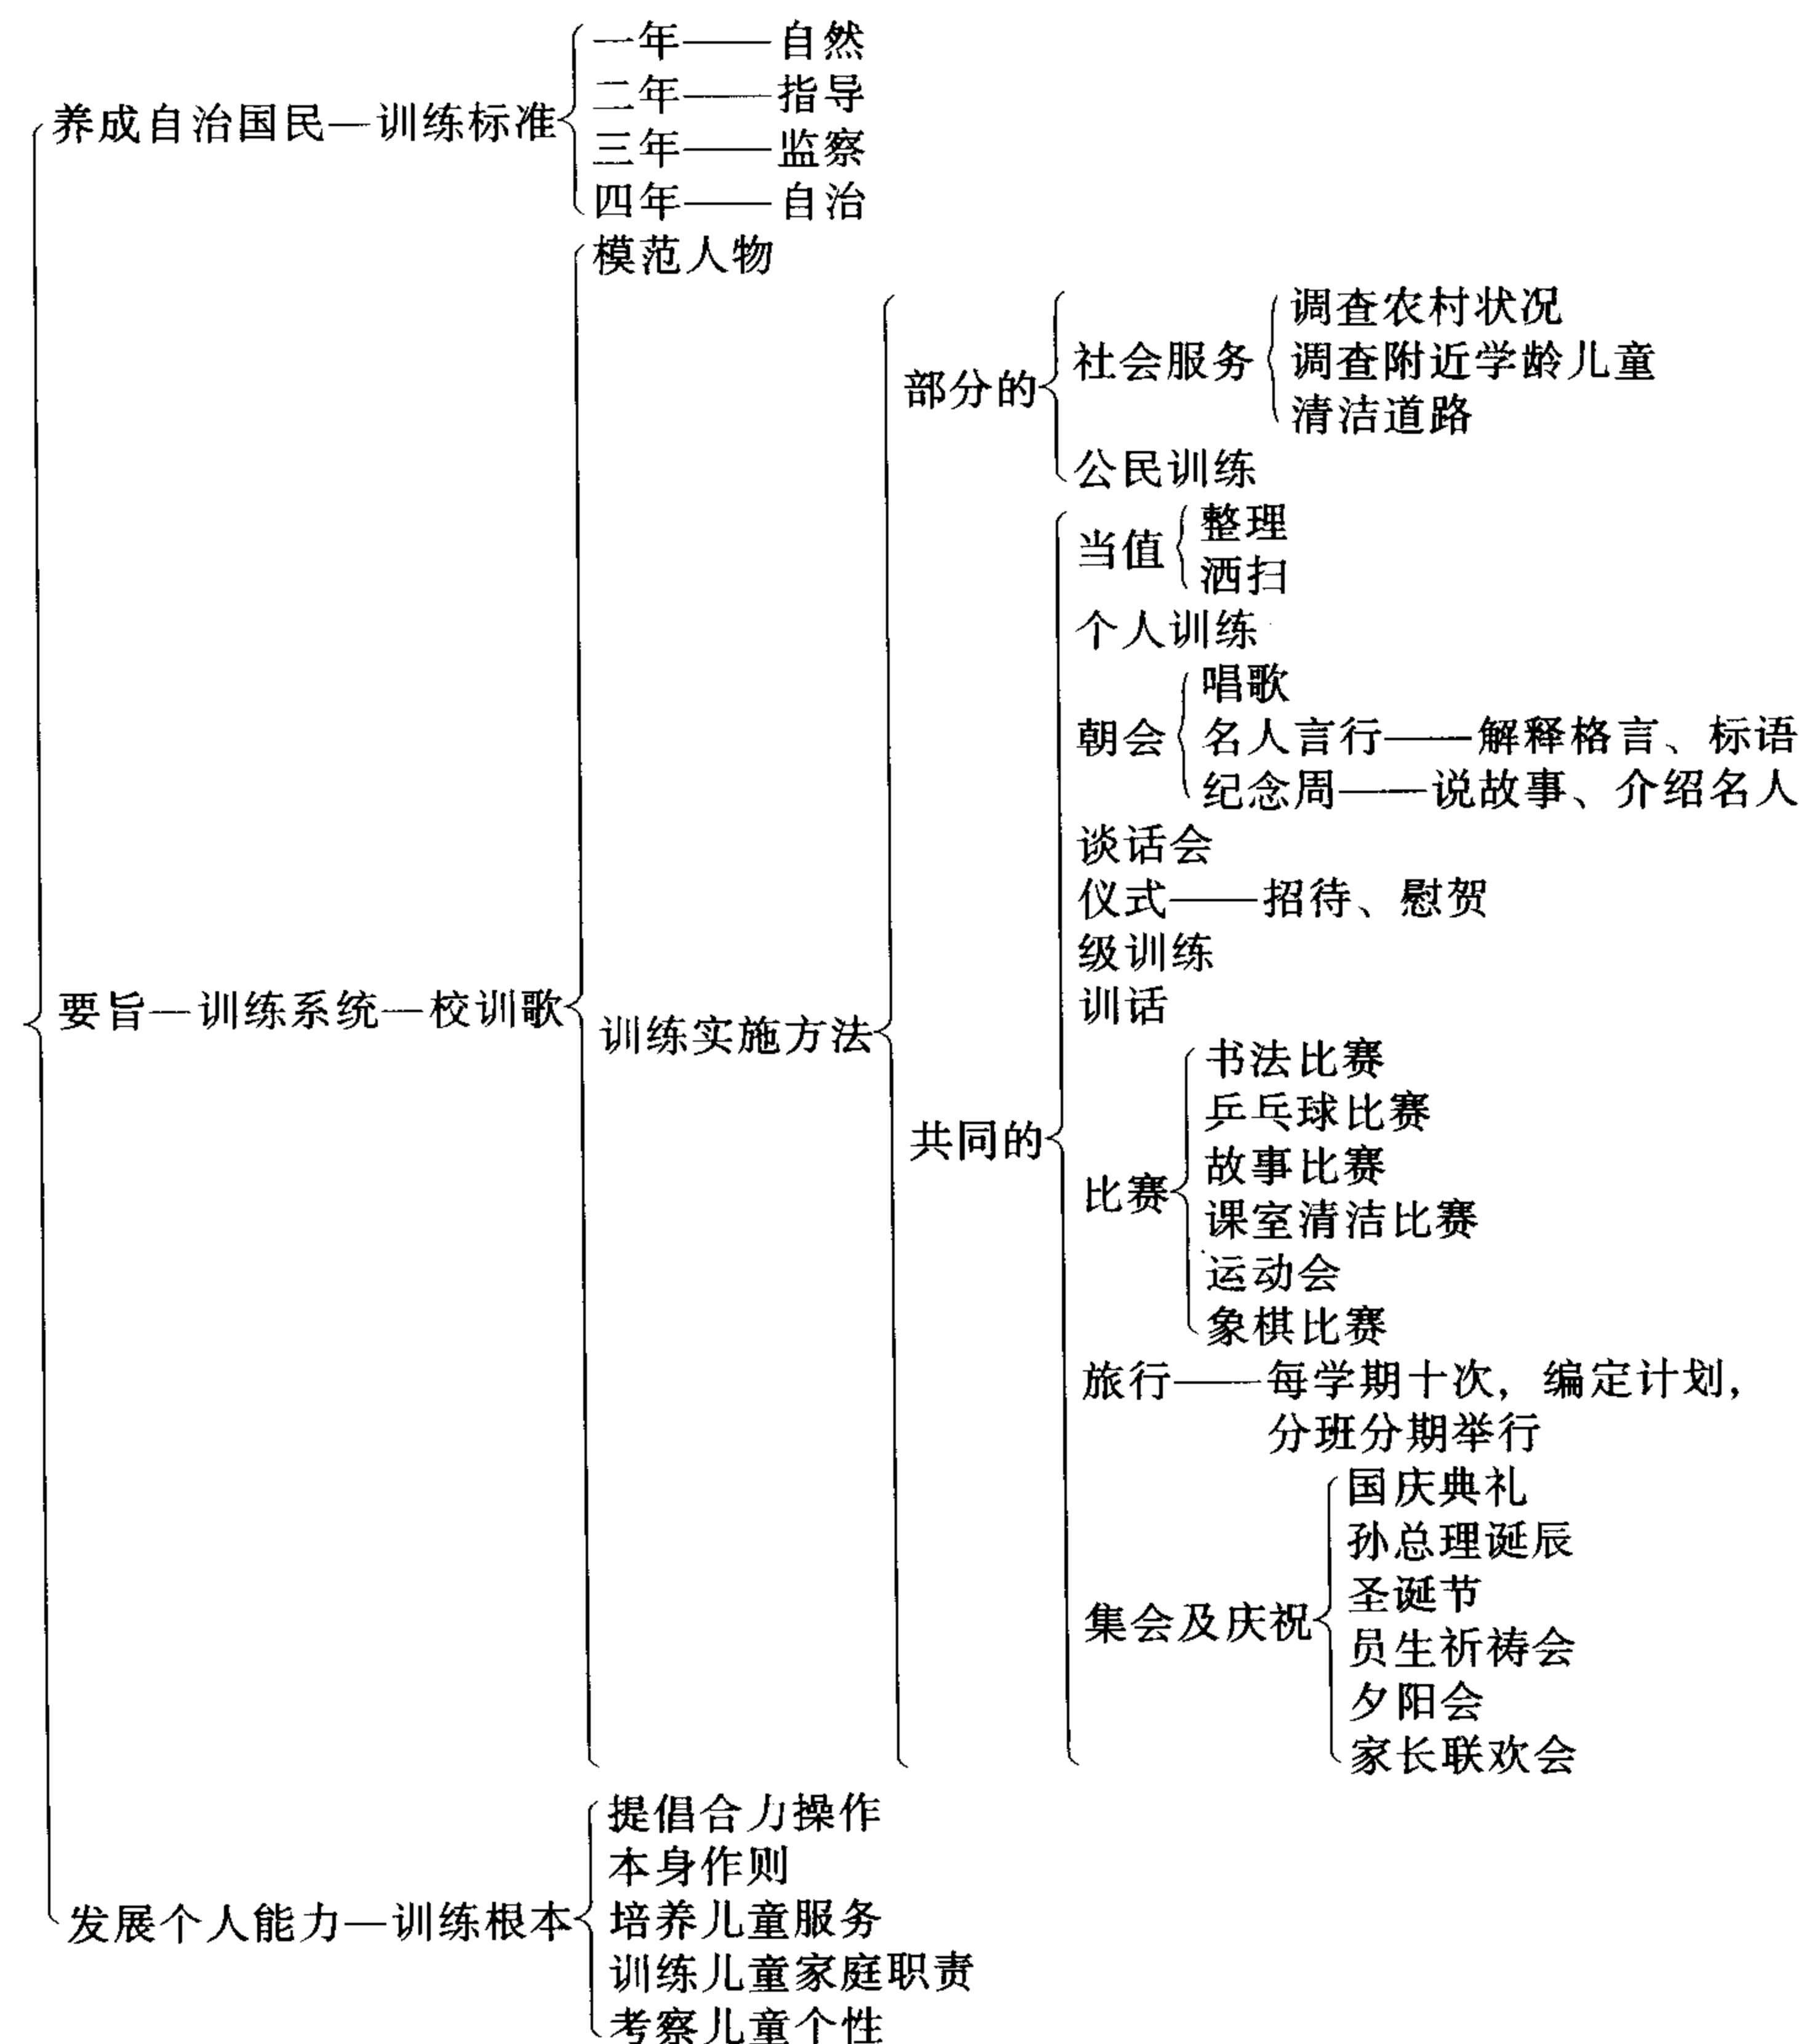 养成自治国民—训练标准
一年——自然
二年——指导
三年——监察
四年——自治
要旨—训练系统—校训歌
模范人物
训练实施方法
部分的
社会服务
调查农村状况
调查附近学龄儿童
清洁道路
公民训练
共同的
当值
整理
洒扫
个人训练
朝会
唱歌
名人言行——解释格言、标语
纪念周——说故事、介绍名人
谈话会
仪式——招待、慰贺
级训练
训话
比赛
书法比赛
乒乓球比赛
故事比赛
课室清洁比赛
运动会
象棋比赛
旅行——每学期十次，编定计划，
分班分期举行
集会及庆祝
国庆典礼
孙总理诞辰
圣诞节
员生祈祷会
夕阳会
家长联欢会
发展个人能力—训练根本
提倡合力操作
本身作则
培养儿童服务
训练儿童家庭职责
考察儿童个性